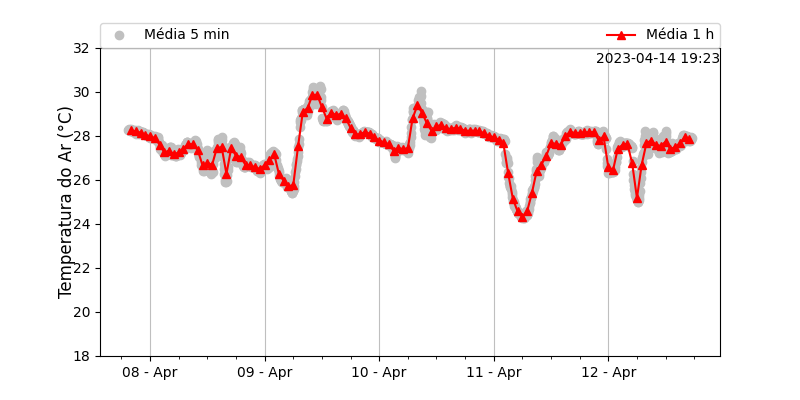 Média 5 min
Média 1 h
2023-04-14 19:23
Temperatura do Ar (°C)
32
30
28
26
24
22
20
18
08 - Apr
09 - Apr
10 - Apr
11 - Apr
12 - Apr